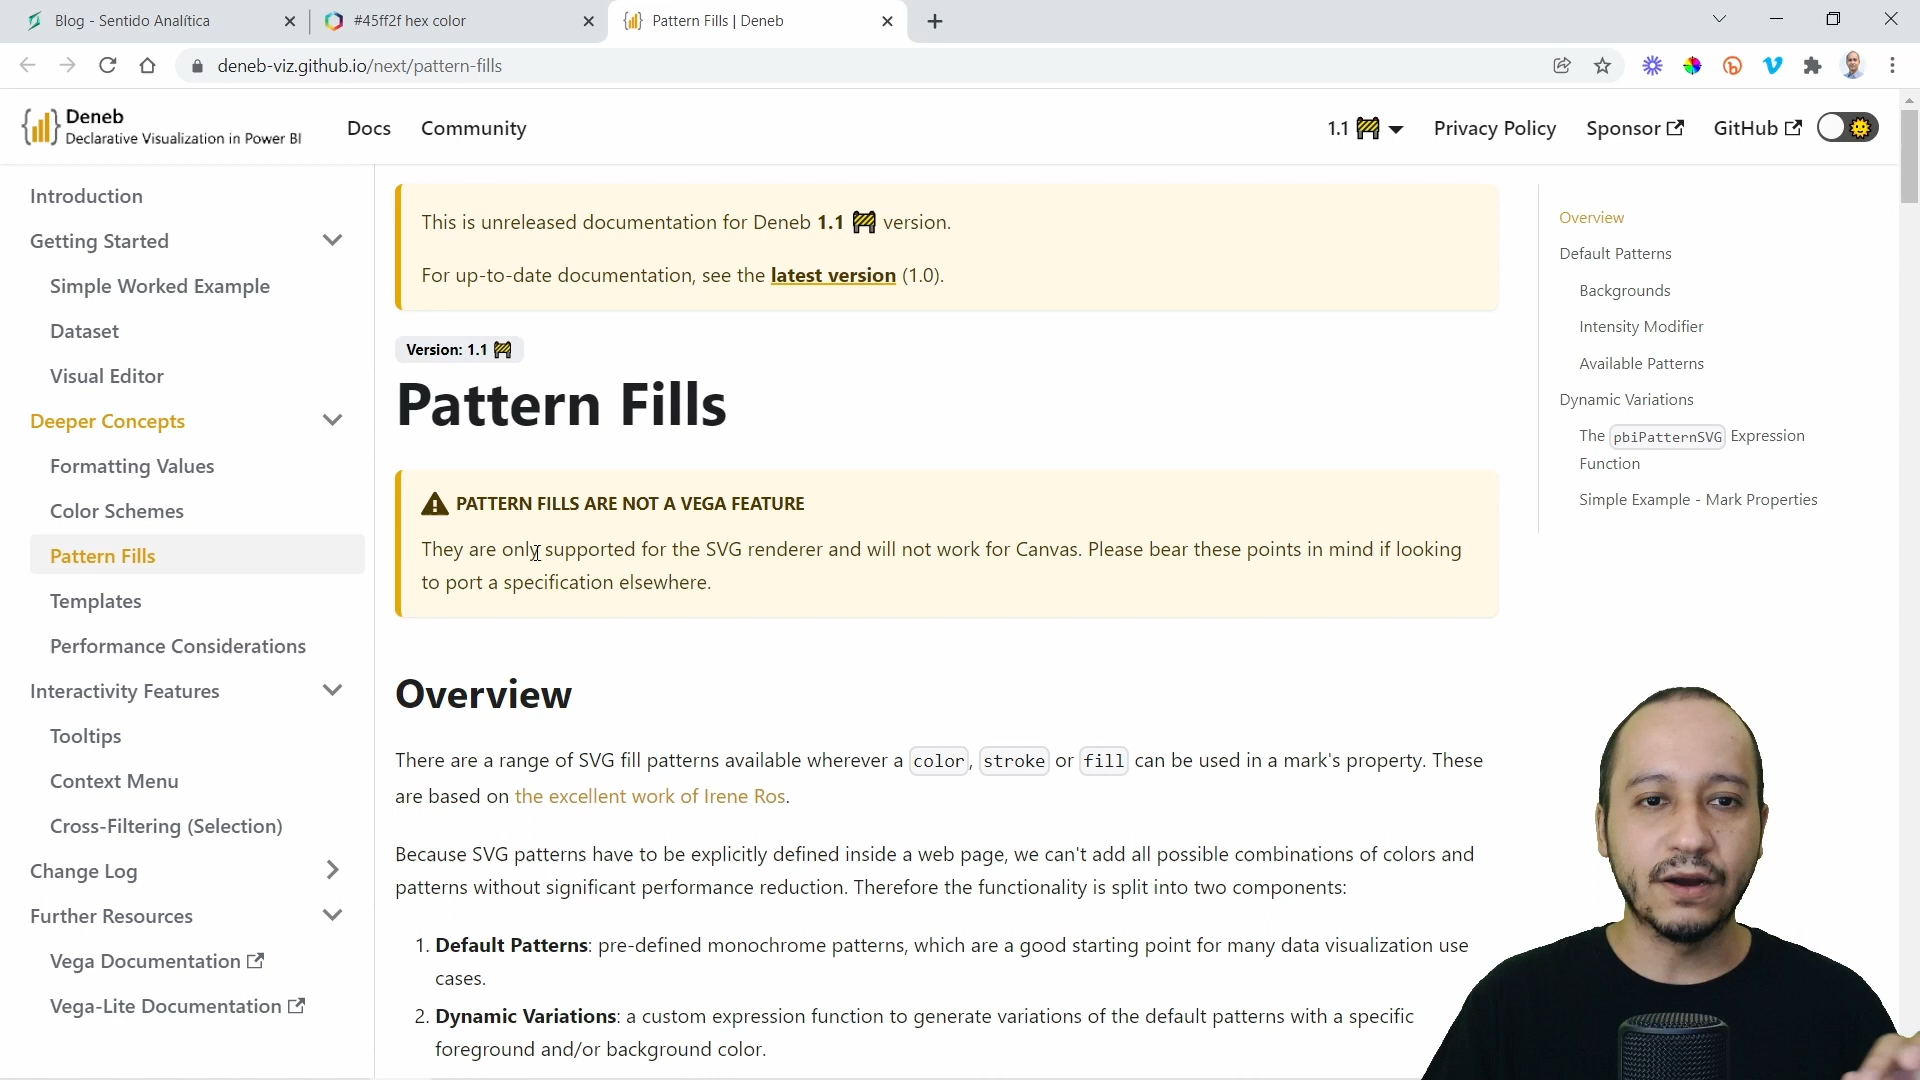 Blog - Sentido Analítica
#45ff2f hex color
Pattern Fills | Deneb
deneb-viz.github.io/next/pattern-fills
Deneb
Declarative Visualization in Power BI
Docs
Community
1.1
Privacy Policy
Sponsor
GitHub
Introduction
Getting Started
Simple Worked Example
Dataset
Visual Editor
Deeper Concepts
Formatting Values
Color Schemes
Pattern Fills
Templates
Performance Considerations
Interactivity Features
Tooltips
Context Menu
Cross-Filtering (Selection)
Change Log
Further Resources
Vega Documentation
Vega-Lite Documentation
This is unreleased documentation for Deneb 1.1 🚧 version.
For up-to-date documentation, see the latest version (1.0).
Version: 1.1 🚧
Pattern Fills
PATTERN FILLS ARE NOT A VEGA FEATURE
They are only supported for the SVG renderer and will not work for Canvas. Please bear these points in mind if looking
to port a specification elsewhere.
Overview
There are a range of SVG fill patterns available wherever a color, stroke or fill can be used in a mark's property. These
are based on the excellent work of Irene Ros.
Because SVG patterns have to be explicitly defined inside a web page, we can't add all possible combinations of colors and
patterns without significant performance reduction. Therefore the functionality is split into two components:
1. Default Patterns: pre-defined monochrome patterns, which are a good starting point for many data visualization use
cases.
2. Dynamic Variations: a custom expression function to generate variations of the default patterns with a specific
foreground and/or background color.
Overview
Default Patterns
Backgrounds
Intensity Modifier
Available Patterns
Dynamic Variations
The pbiPatternSVG Expression
Function
Simple Example - Mark Properties